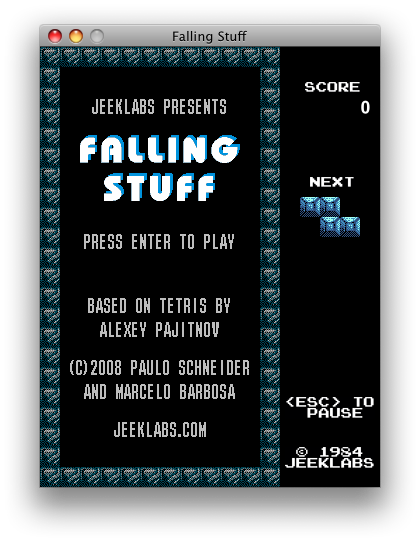 Falling Stuff
JEEKLABS PRESENTS
FALLING
STUFF
PRESS ENTER TO PLAY
BASED ON TETRIS BY
ALEXEY PAJITNOV
(C)2008 PAULO SCHNEIDER
AND MARCELO BARBOSA
JEEKLABS.COM
SCORE
0
NEXT
<ESC> TO
PAUSE
© 1984
JEEKLABS